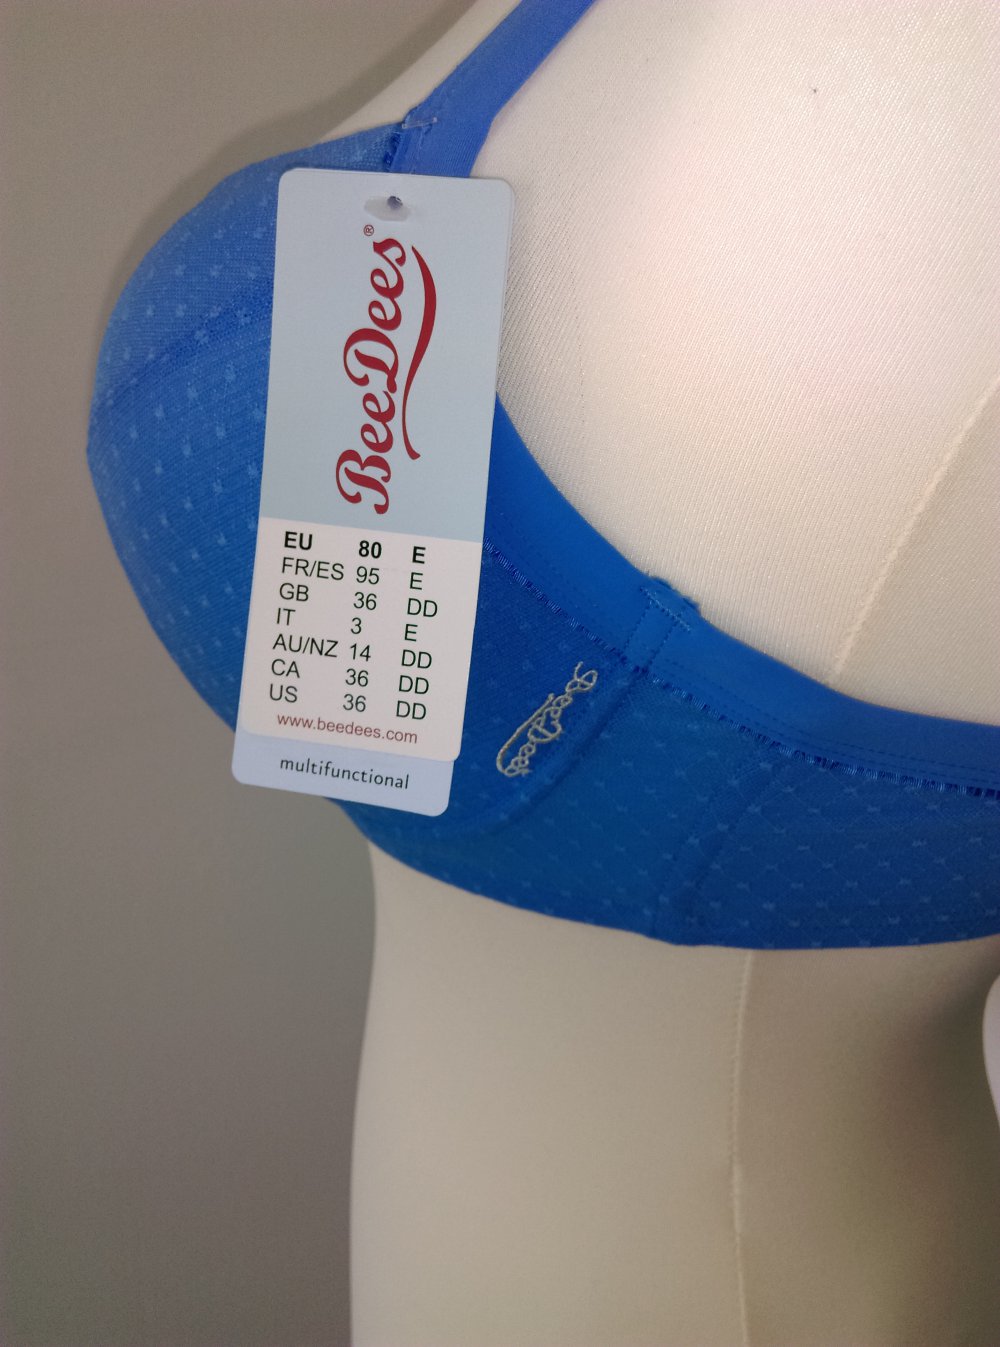 BeeDees®
EU 80 E
FR/ES 95 E
GB 36 DD
IT 3 E
AU/NZ 14 DD
CA 36 DD
US 36 DD
www.beedees.com
multifunctional
BeeDees